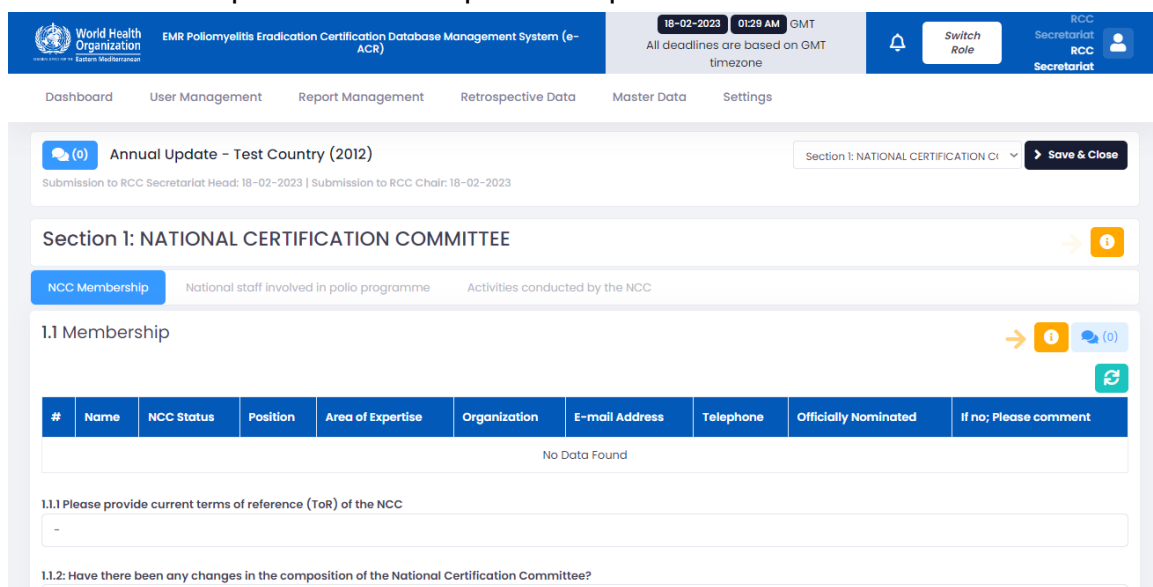 World Health
Organization
Eastern Mediterranean
EMR Poliomyelitis Eradication Certification Database Management System (e-
ACR)
18-02-2023 01:29 AM GMT
All deadlines are based on GMT
timezone
Switch
Role
RCC
Secretariat
RCC
Secretariat
Dashboard User Management Report Management Retrospective Data Master Data Settings
(0) Annual Update - Test Country (2012)
Section 1: NATIONAL CERTIFICATION C
Save & Close
Submission to RCC Secretariat Head: 18-02-2023 | Submission to RCC Chair: 18-02-2023
Section 1: NATIONAL CERTIFICATION COMMITTEE
NCC Membership National staff involved in polio programme Activities conducted by the NCC
1.1 Membership
(0)
# Name NCC Status Position Area of Expertise Organization E-mail Address Telephone Officially Nominated If no; Please comment
No Data Found
1.1.1 Please provide current terms of reference (ToR) of the NCC
-
1.1.2: Have there been any changes in the composition of the National Certification Committee?